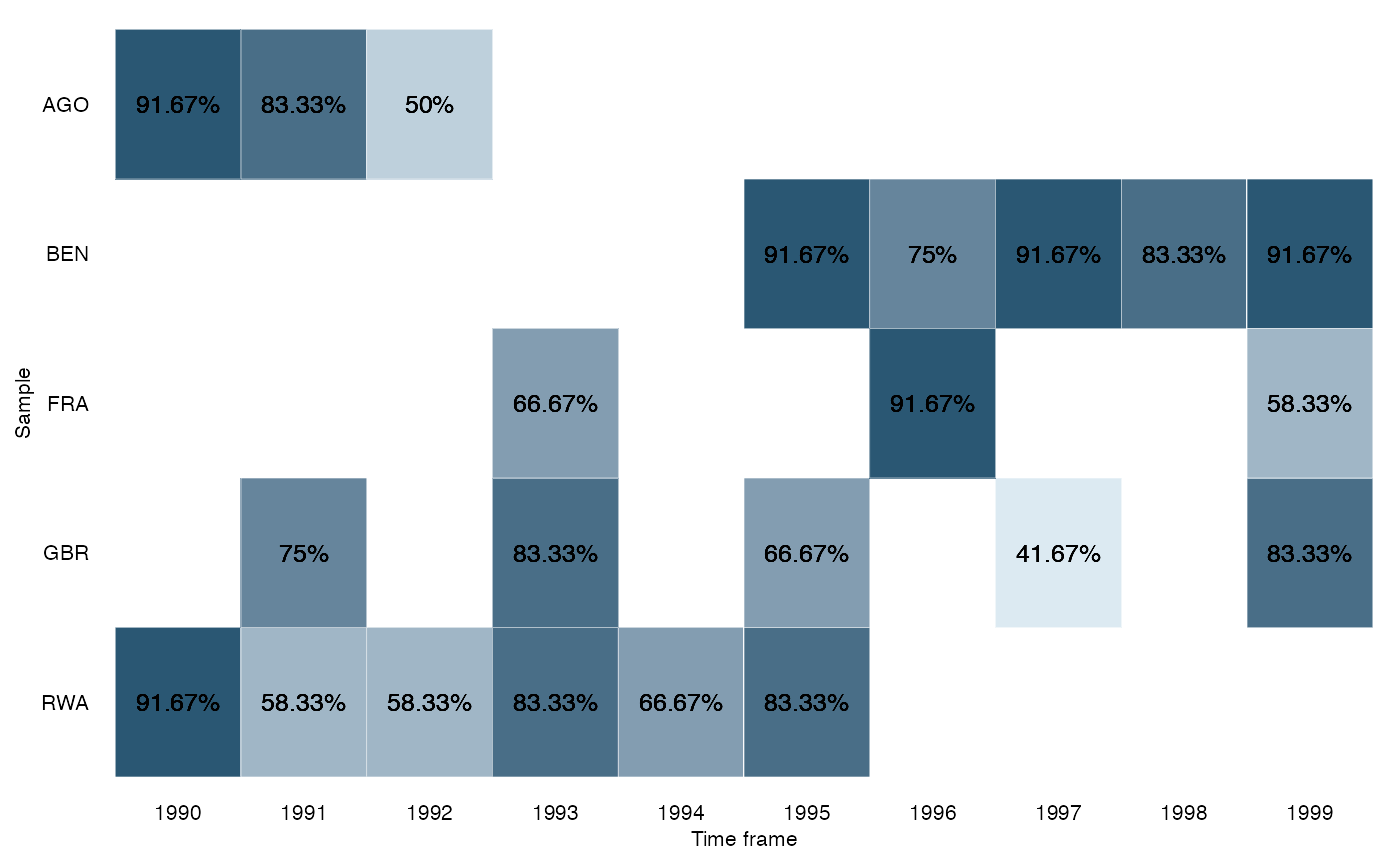 AGO 91.67% 83.33% 50%
BEN 91.67% 75% 91.67% 83.33% 91.67%
Sample
FRA 66.67% 91.67% 58.33%
GBR 75% 83.33% 66.67% 41.67% 83.33%
RWA 91.67% 58.33% 58.33% 83.33% 66.67% 83.33%
1990 1991 1992 1993 1994 1995 1996 1997 1998 1999
Time frame